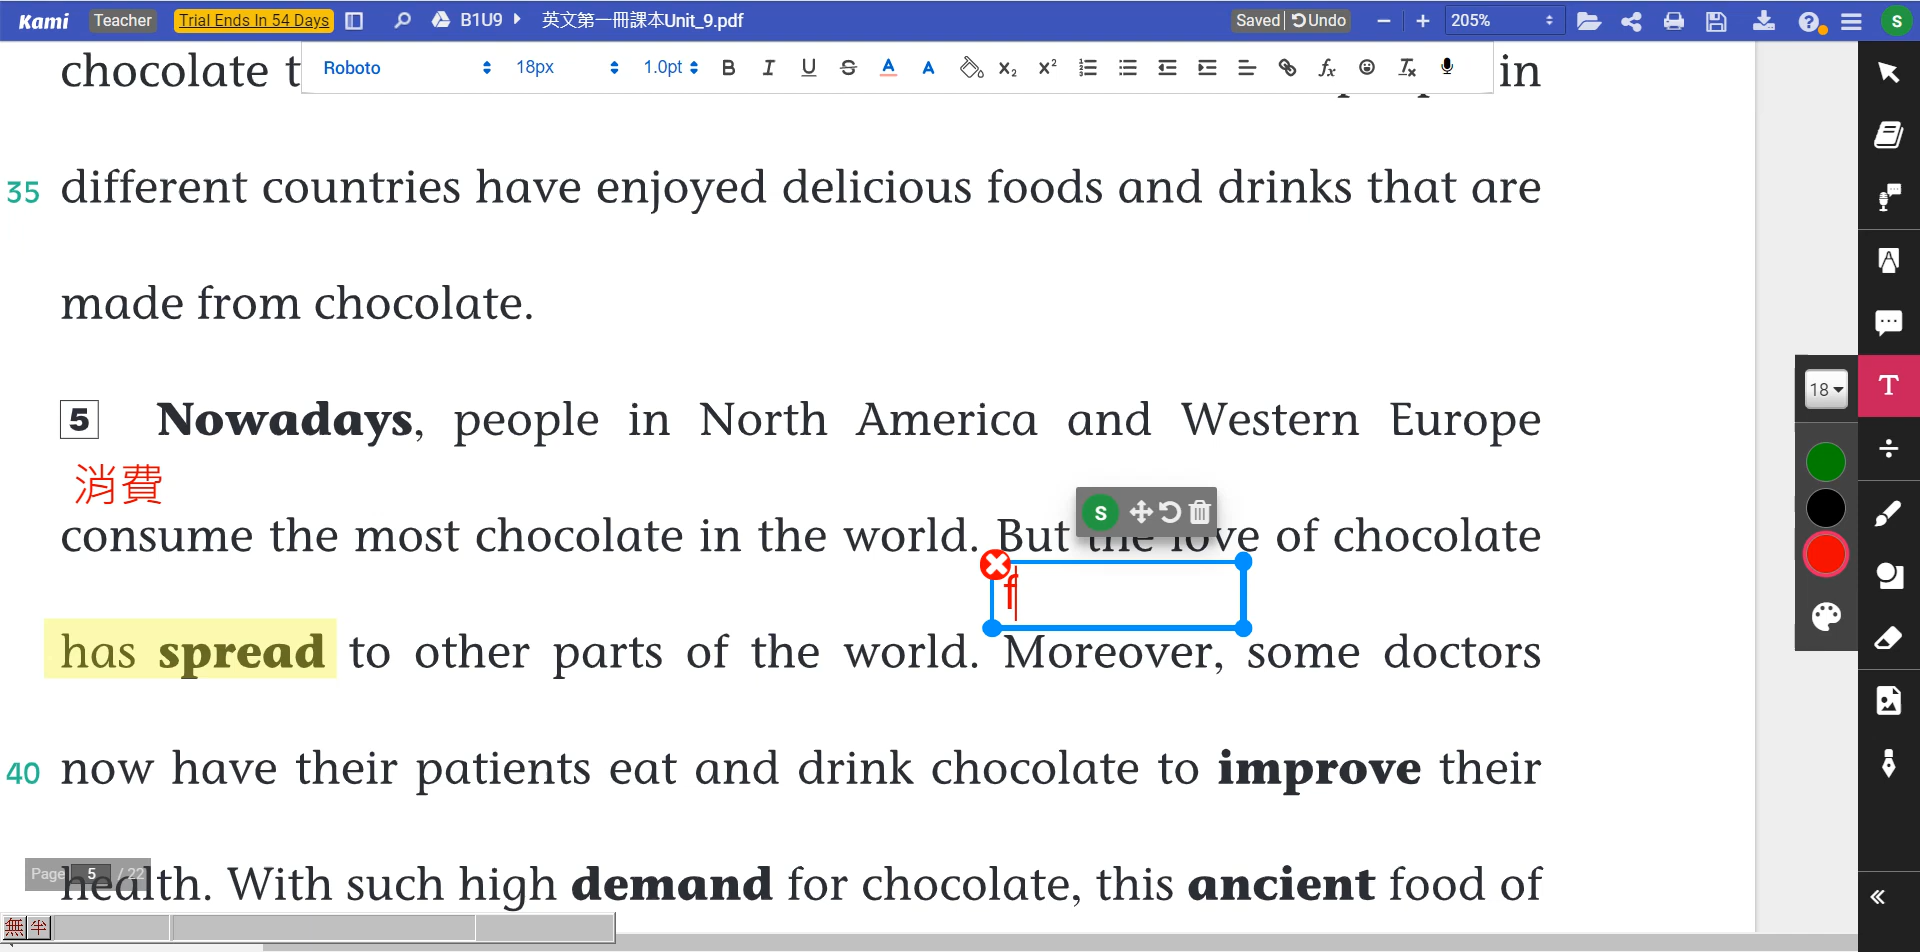 Kami Teacher Trial Ends In 54 Days B1U9 英文第一冊課本Unit_9.pdf Saved Undo 205% S
Roboto 18px 1.0pt
chocolate t in
35 different countries have enjoyed delicious foods and drinks that are
made from chocolate.
5 Nowadays, people in North America and Western Europe
消費
consume the most chocolate in the world. But the love of chocolate
S
f
has spread to other parts of the world. Moreover, some doctors
40 now have their patients eat and drink chocolate to improve their
health. With such high demand for chocolate, this ancient food of
Page 5 / 22
無半
18